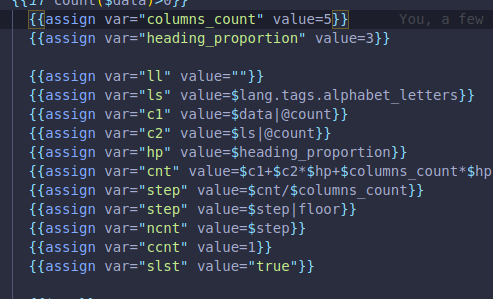 {{if count($data)>0}}
{{assign var="columns_count" value=5}} You, a few
{{assign var="heading_proportion" value=3}}
{{assign var="ll" value=""}}
{{assign var="ls" value=$lang.tags.alphabet_letters}}
{{assign var="c1" value=$data|@count}}
{{assign var="c2" value=$ls|@count}}
{{assign var="hp" value=$heading_proportion}}
{{assign var="cnt" value=$c1+$c2*$hp+$columns_count*$hp
{{assign var="step" value=$cnt/$columns_count}}
{{assign var="step" value=$step|floor}}
{{assign var="ncnt" value=$step}}
{{assign var="ccnt" value=1}}
{{assign var="slst" value="true"}}